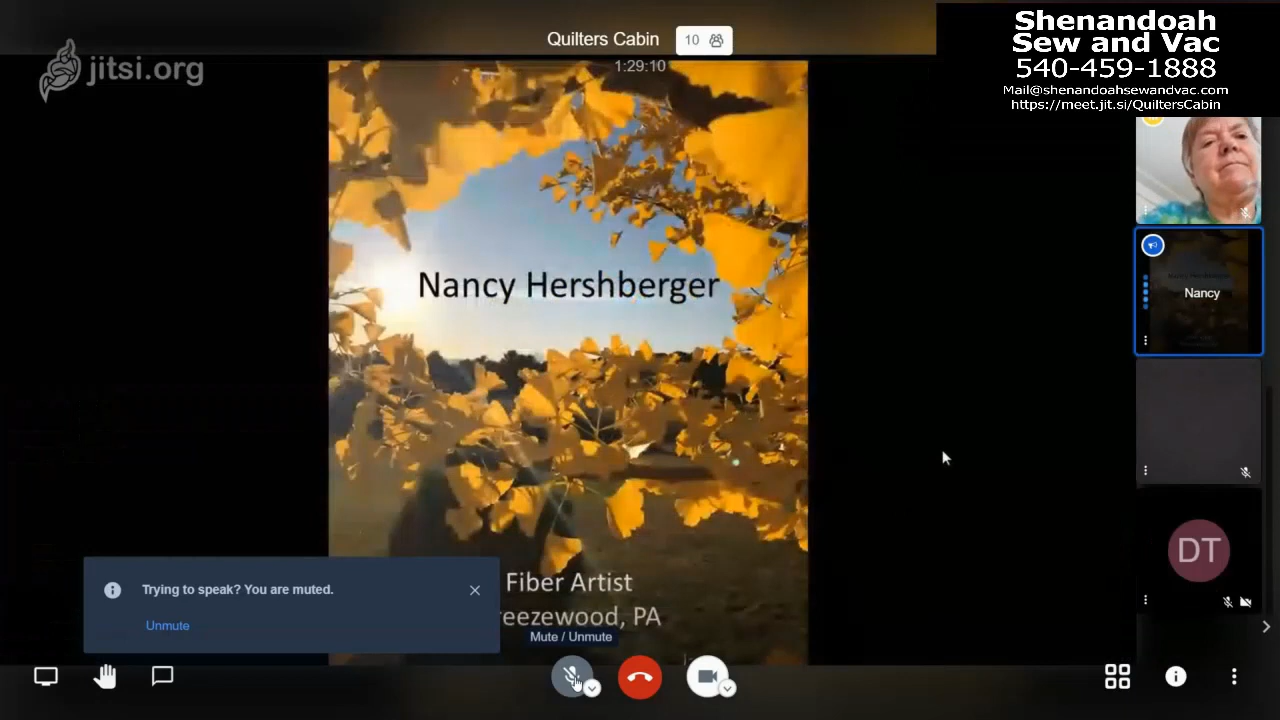 jitsi.org
Quilters Cabin 10
1:29:10
Shenandoah
Sew and Vac
540-459-1888
Mail@shenandoahsewandvac.com
https://meet.jit.si/QuiltersCabin
Nancy Hershberger
Nancy
Trying to speak? You are muted.
Unmute
Fiber Artist
reezewood, PA
Mute / Unmute
DT